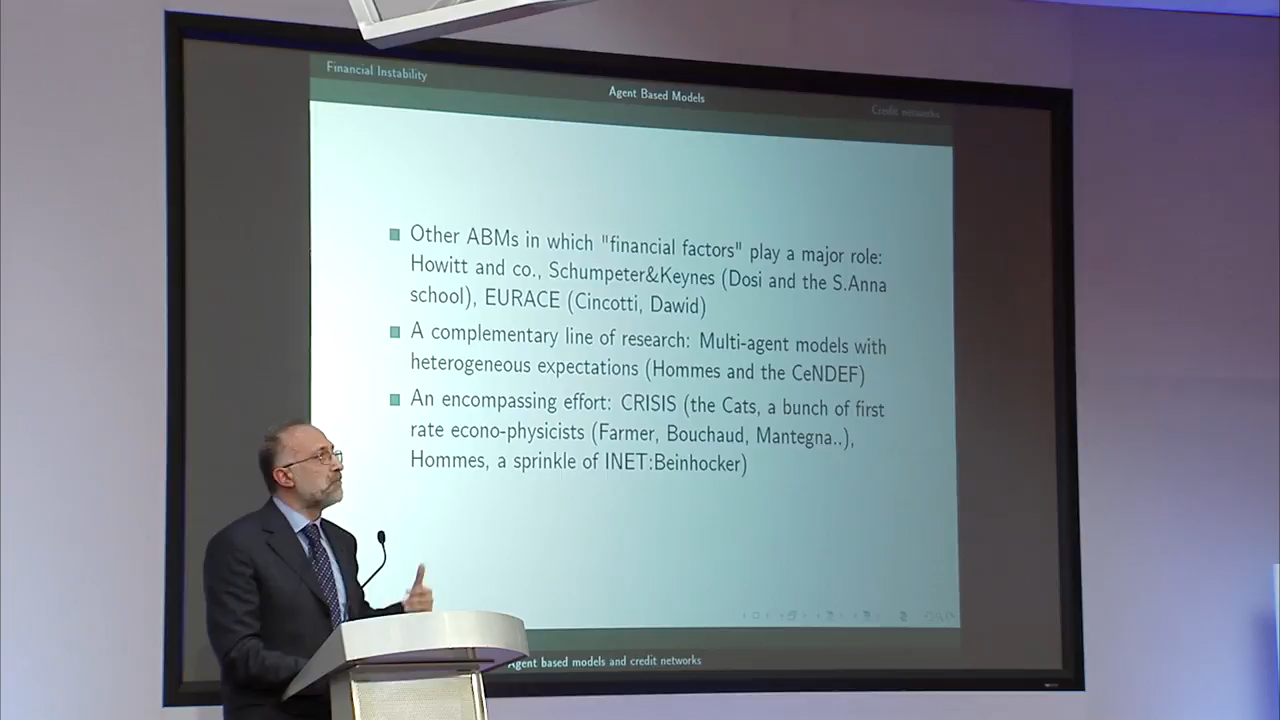 Financial Instability
Agent Based Models
Credit networks
Other ABMs in which "financial factors" play a major role:
Howitt and co., Schumpeter&Keynes (Dosi and the S.Anna
school), EURACE (Cincotti, Dawid)
A complementary line of research: Multi-agent models with
heterogeneous expectations (Hommes and the CeNDEF)
An encompassing effort: CRISIS (the Cats, a bunch of first
rate econo-physicists (Farmer, Bouchaud, Mantegna..),
Hommes, a sprinkle of INET:Beinhocker)
Agent based models and credit networks